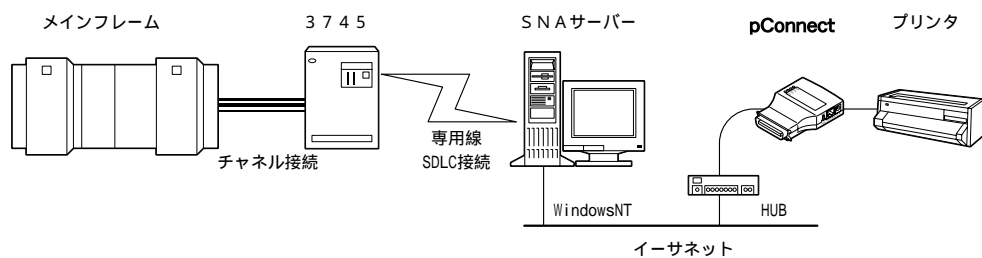 メインフレーム
３７４５
ＳＮＡサーバー
pConnect
プリンタ
チャネル接続
専用線
SDLC接続
WindowsNT
HUB
イーサネット